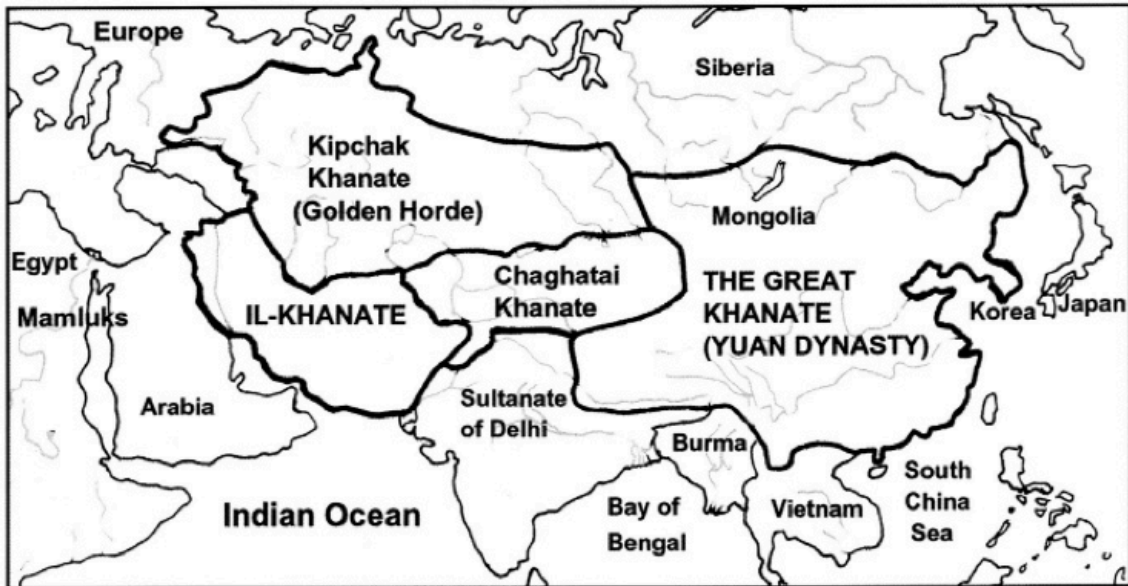 Europe
Siberia
Kipchak
Khanate
(Golden Horde)
Mongolia
Egypt
Mamluks
IL-KHANATE
Chaghatai
Khanate
THE GREAT
KHANATE
(YUAN DYNASTY)
Korea
Japan
Arabia
Sultanate
of Delhi
Burma
Indian Ocean
Bay of
Bengal
Vietnam
South
China
Sea